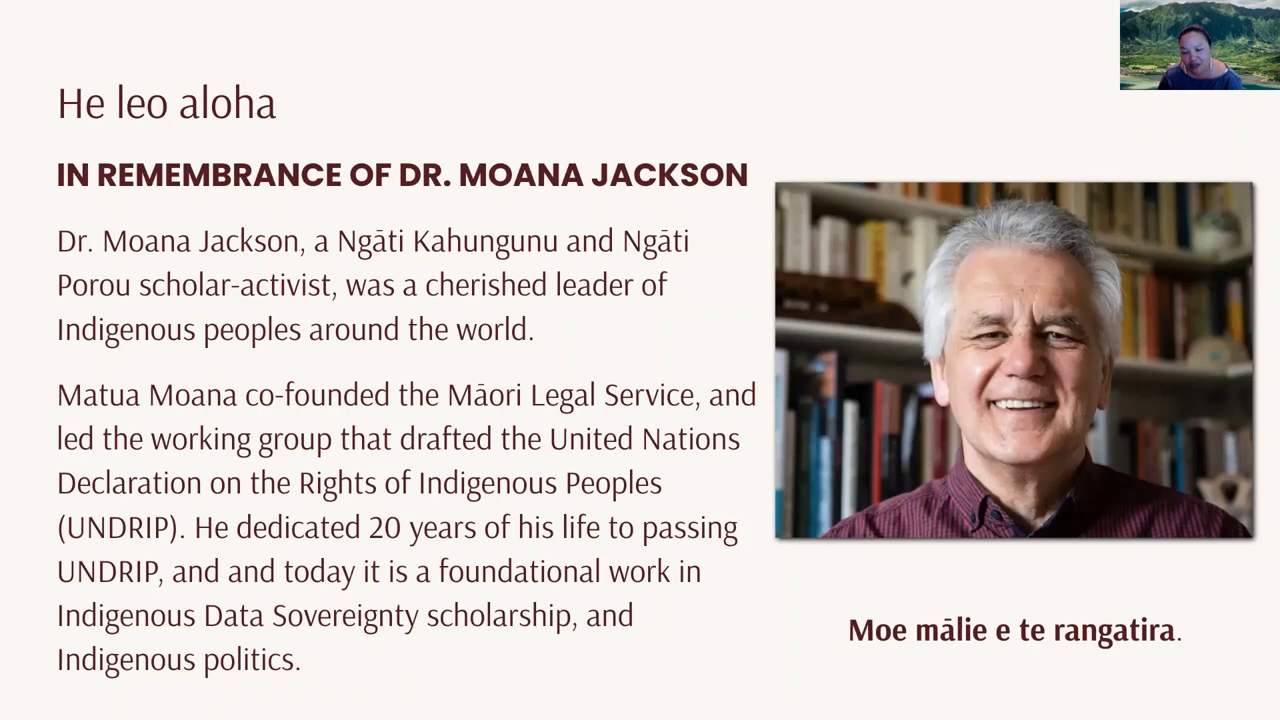 He leo aloha
IN REMEMBRANCE OF DR. MOANA JACKSON
Dr. Moana Jackson, a Ngāti Kahungunu and Ngāti
Porou scholar-activist, was a cherished leader of
Indigenous peoples around the world.
Matua Moana co-founded the Māori Legal Service, and
led the working group that drafted the United Nations
Declaration on the Rights of Indigenous Peoples
(UNDRIP). He dedicated 20 years of his life to passing
UNDRIP, and and today it is a foundational work in
Indigenous Data Sovereignty scholarship, and
Indigenous politics.
Moe mālie e te rangatira.